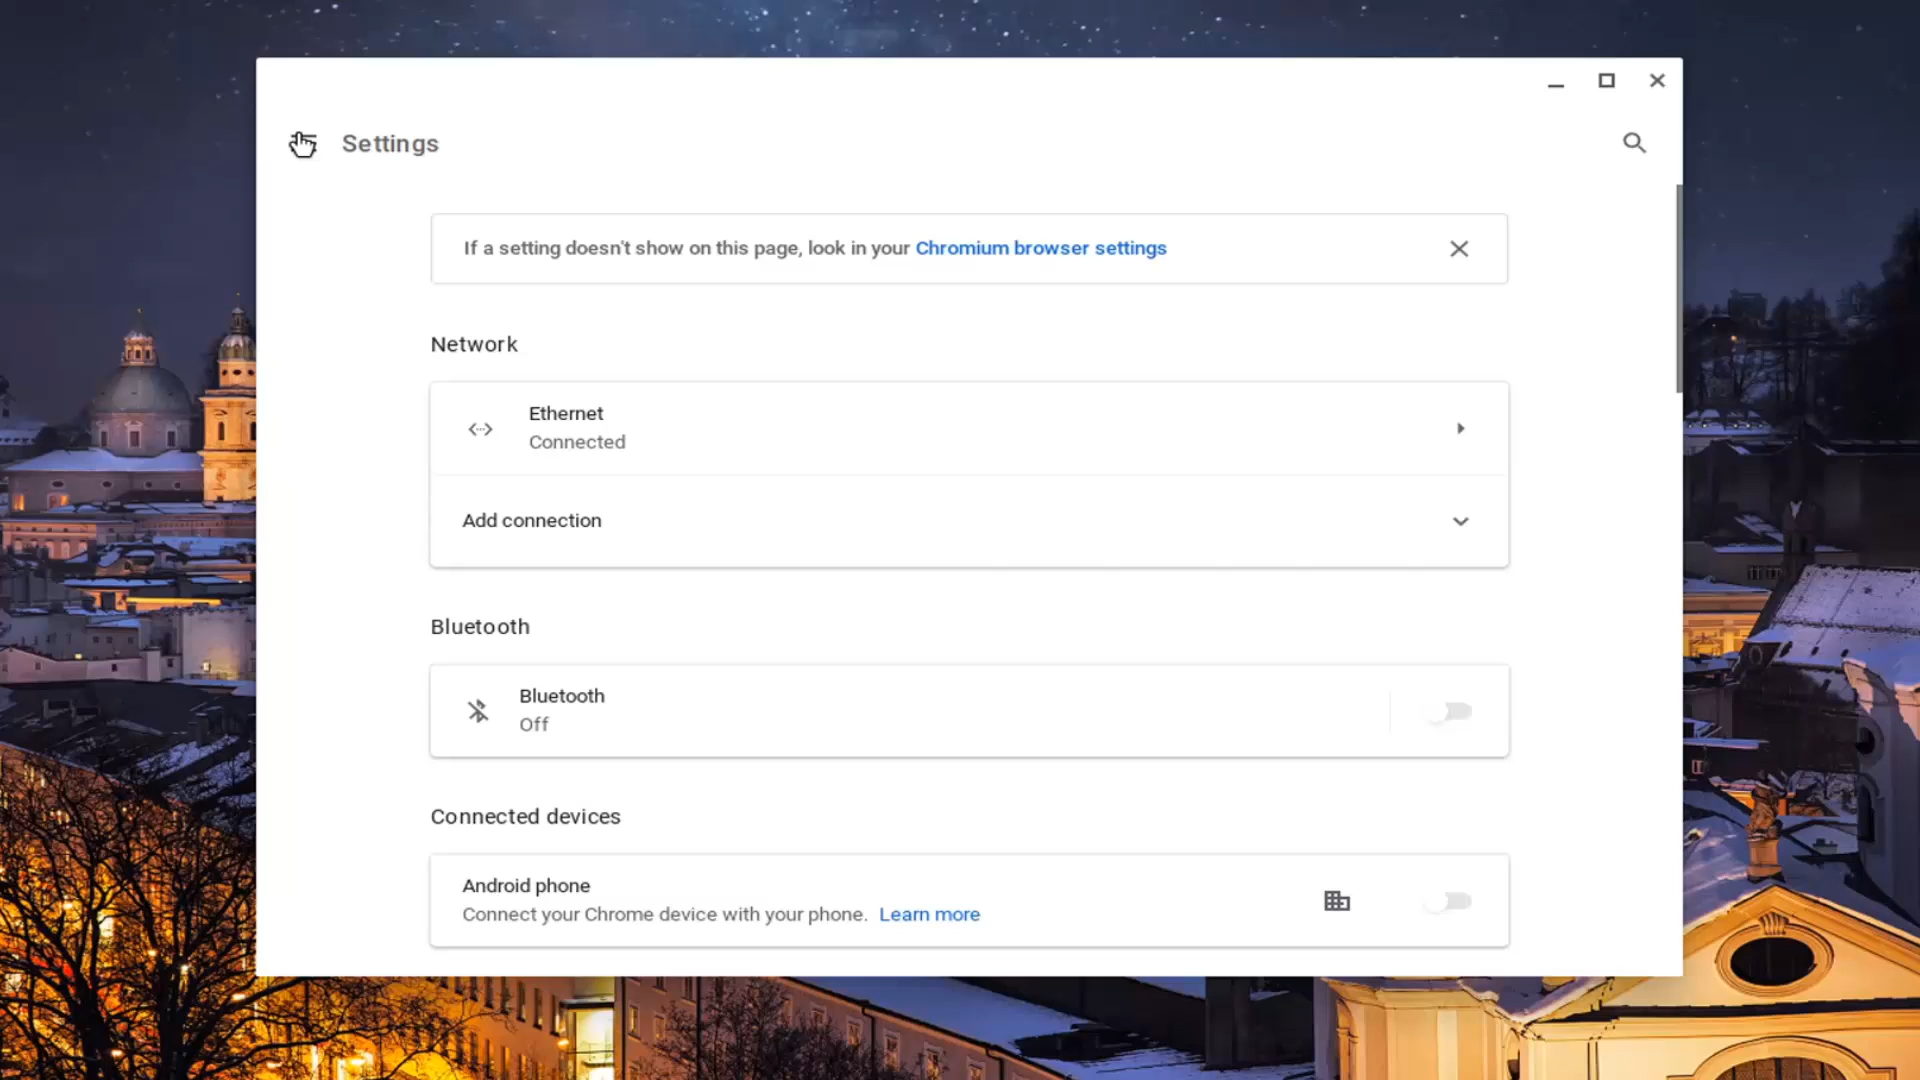 Settings
If a setting doesn't show on this page, look in your Chromium browser settings
Network
Ethernet
Connected
Add connection
Bluetooth
Bluetooth
Off
Connected devices
Android phone
Connect your Chrome device with your phone. Learn more